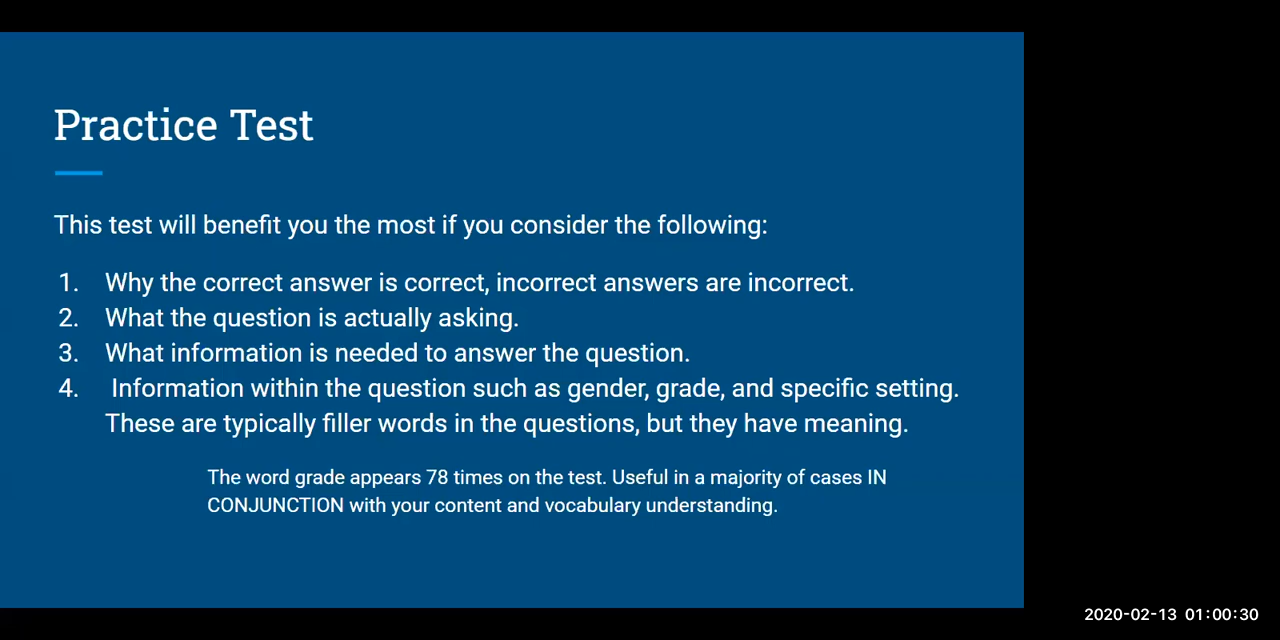 Practice Test
This test will benefit you the most if you consider the following:
1. Why the correct answer is correct, incorrect answers are incorrect.
2. What the question is actually asking.
3. What information is needed to answer the question.
4. Information within the question such as gender, grade, and specific setting.
These are typically filler words in the questions, but they have meaning.
The word grade appears 78 times on the test. Useful in a majority of cases IN
CONJUNCTION with your content and vocabulary understanding.
2020-02-13 01:00:30